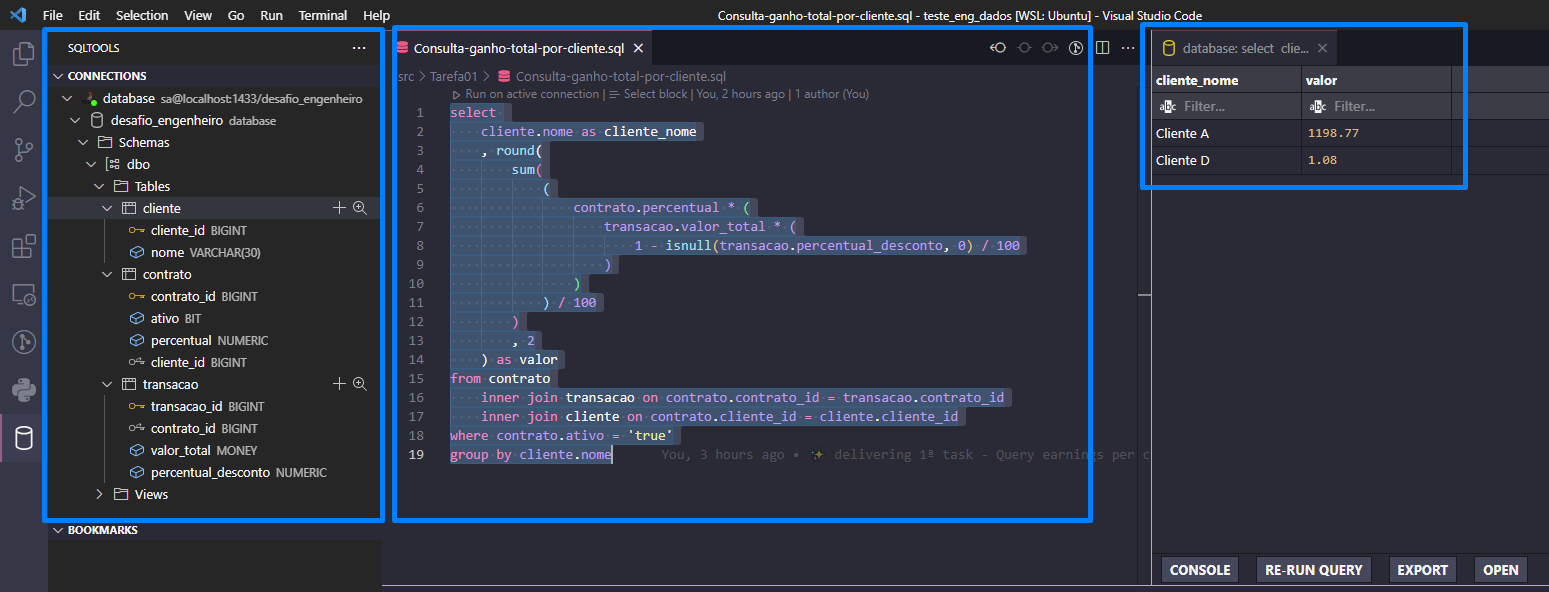 File Edit Selection View Go Run Terminal Help
Consulta-ganho-total-por-cliente.sql - teste_eng_dados [WSL: Ubuntu] - Visual Studio Code
SQLTOOLS
CONNECTIONS
database sa@localhost:1433/desafio_engenheiro
desafio_engenheiro database
Schemas
dbo
Tables
cliente
cliente_id BIGINT
nome VARCHAR(30)
contrato
contrato_id BIGINT
ativo BIT
percentual NUMERIC
cliente_id BIGINT
transacao
transacao_id BIGINT
contrato_id BIGINT
valor_total MONEY
percentual_desconto NUMERIC
Views
BOOKMARKS
Consulta-ganho-total-por-cliente.sql
src > Tarefa01 > Consulta-ganho-total-por-cliente.sql
Run on active connection | Select block | You, 2 hours ago | 1 author (You)
1 select
2 cliente.nome as cliente_nome
3 , round(
4 sum(
5 (
6 contrato.percentual * (
7 transacao.valor_total * (
8 1 - isnull(transacao.percentual_desconto, 0) / 100
9 )
10 )
11 ) / 100
12 )
13 , 2
14 ) as valor
15 from contrato
16 inner join transacao on contrato.contrato_id = transacao.contrato_id
17 inner join cliente on contrato.cliente_id = cliente.cliente_id
18 where contrato.ativo = 'true'
19 group by cliente.nome You, 3 hours ago • ✨ delivering 1ª task - Query earnings per c
database: select clie...
cliente_nome valor
abc Filter... abc Filter...
Cliente A 1198.77
Cliente D 1.08
CONSOLE RE-RUN QUERY EXPORT OPEN